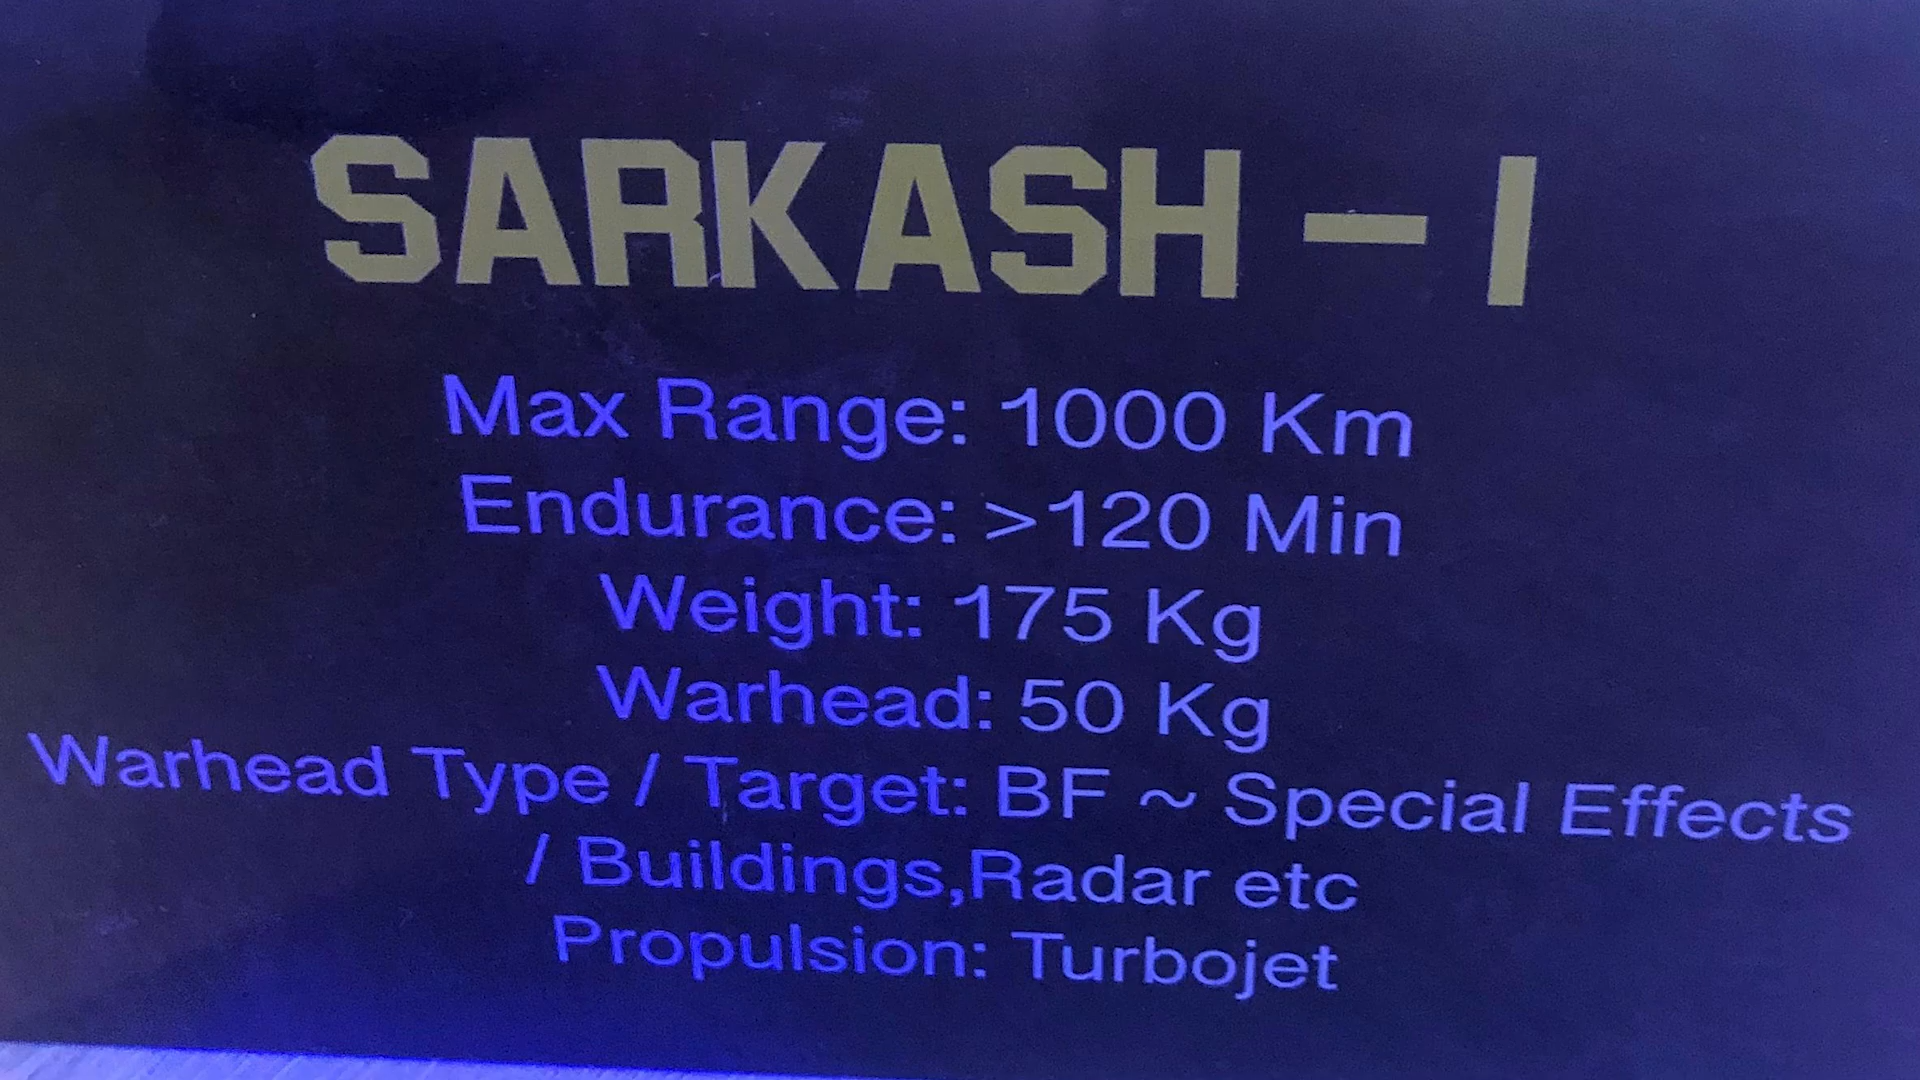 SARKASH - I
Max Range: 1000 Km
Endurance: >120 Min
Weight: 175 Kg
Warhead: 50 Kg
Warhead Type / Target: BF ~ Special Effects
/ Buildings,Radar etc
Propulsion: Turbojet